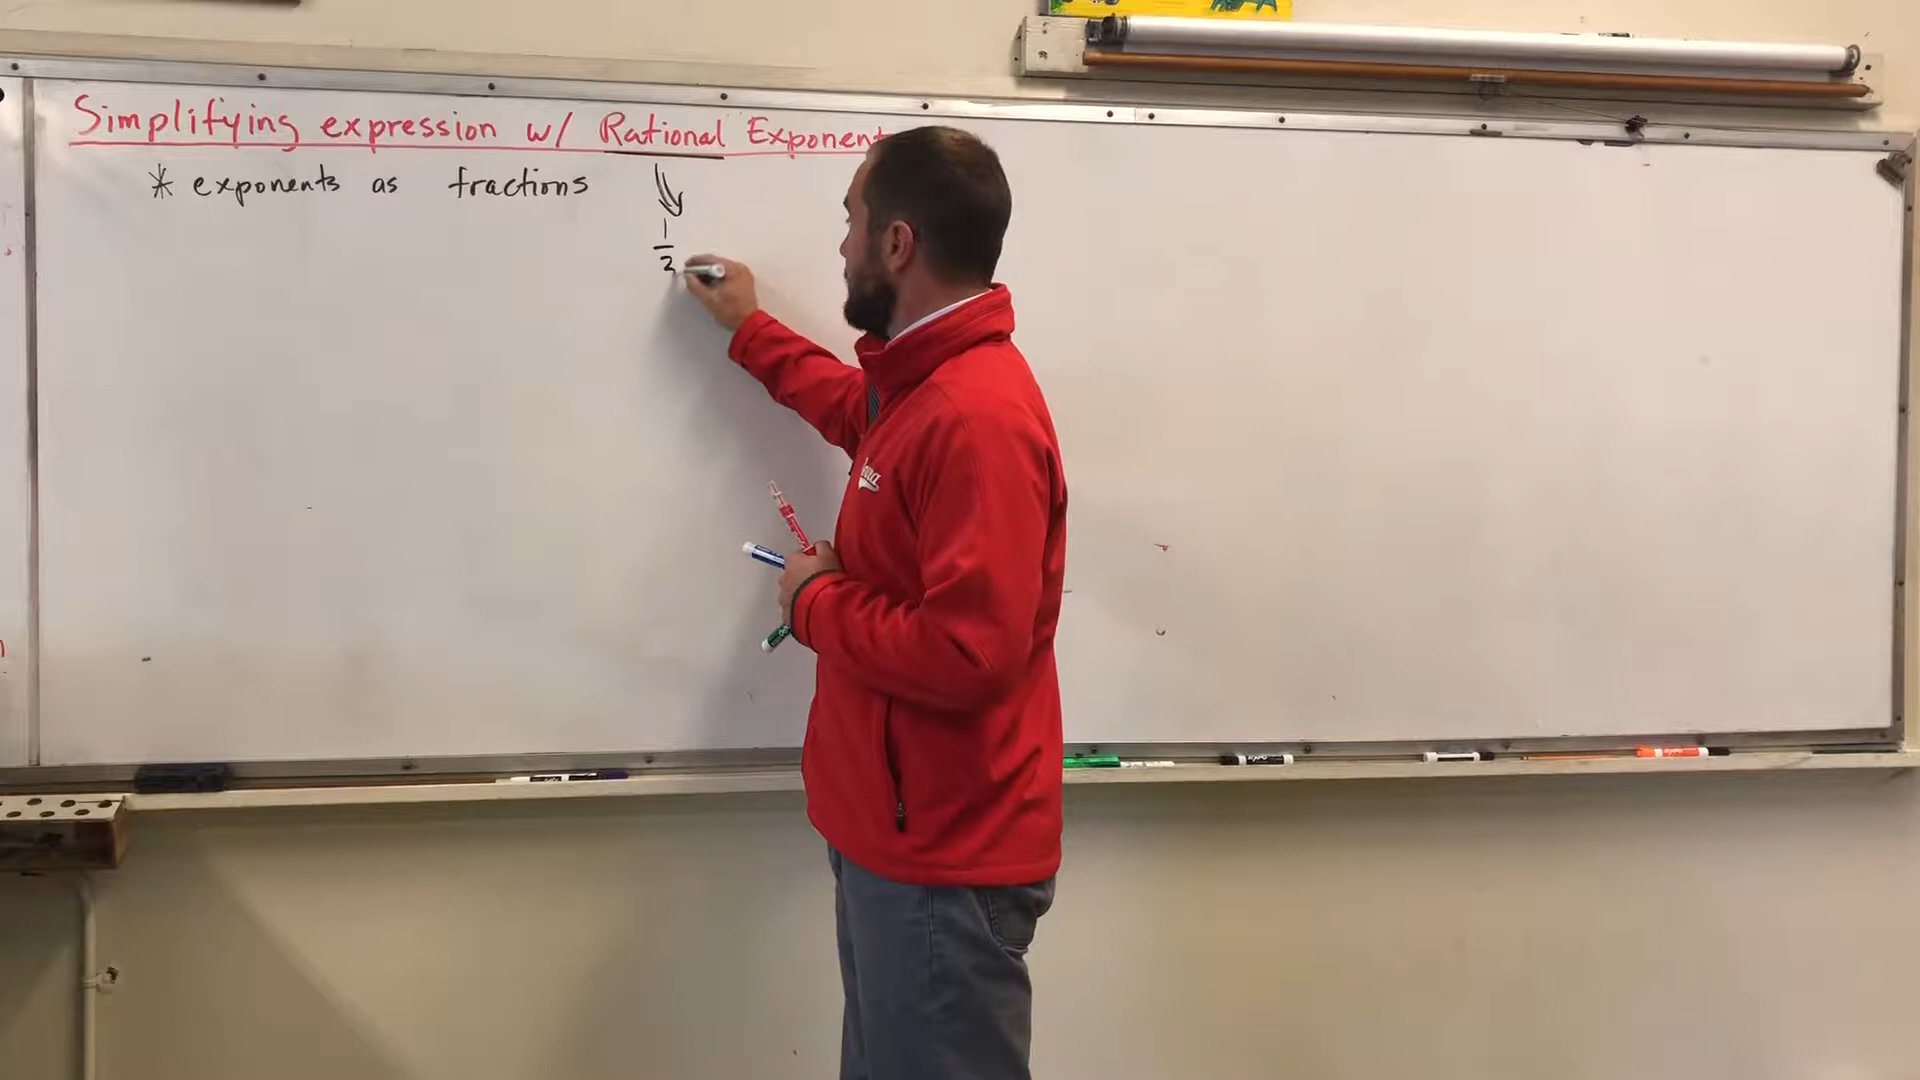 Simplifying expression w/ Rational Exponent
* exponents as fractions
1
2